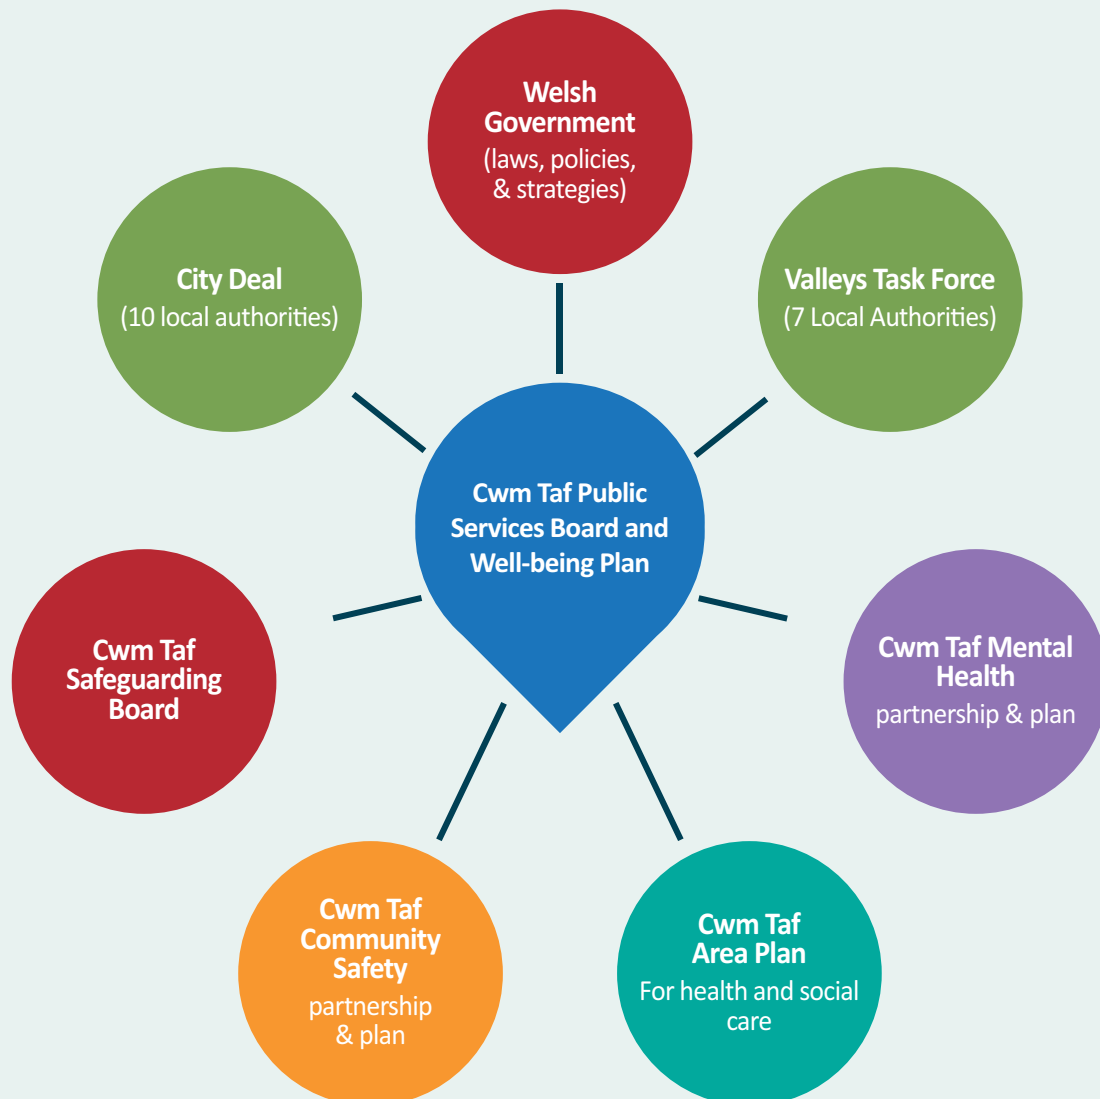 Welsh
Government
(laws, policies,
& strategies)
City Deal
(10 local authorities)
Valleys Task Force
(7 Local Authorities)
Cwm Taf Public
Services Board and
Well-being Plan
Cwm Taf
Safeguarding
Board
Cwm Taf Mental
Health
partnership & plan
Cwm Taf
Community
Safety
partnership
& plan
Cwm Taf
Area Plan
For health and social
care